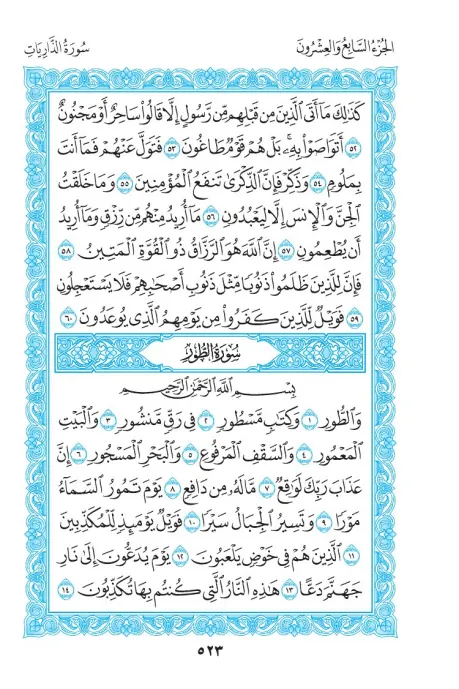 الجُزْءُ السَّابِعُ وَالعِشْرُونَ
سُورَةُ الذَّارِيَاتِ
كَذَٰلِكَ مَآ أَتَى ٱلَّذِينَ مِن قَبۡلِهِم مِّن رَّسُولٍ إِلَّا قَالُواْ سَاحِرٌ أَوۡ مَجۡنُونٌ
٥٢ أَتَوَاصَوۡاْ بِهِۦۚ بَلۡ هُمۡ قَوۡمٞ طَاغُونَ ٥٣ فَتَوَلَّ عَنۡهُمۡ فَمَآ أَنتَ
بِمَلُومٖ ٥٤ وَذَكِّرۡ فَإِنَّ ٱلذِّكۡرَىٰ تَنفَعُ ٱلۡمُؤۡمِنِينَ ٥٥ وَمَا خَلَقۡتُ
ٱلۡجِنَّ وَٱلۡإِنسَ إِلَّا لِيَعۡبُدُونِ ٥٦ مَآ أُرِيدُ مِنۡهُم مِّن رِّزۡقٖ وَمَآ أُرِيدُ
أَن يُطۡعِمُونِ ٥٧ إِنَّ ٱللَّهَ هُوَ ٱلرَّزَّاقُ ذُو ٱلۡقُوَّةِ ٱلۡمَتِينُ ٥٨
فَإِنَّ لِلَّذِينَ ظَلَمُواْ ذَنُوبٗا مِّثۡلَ ذَنُوبِ أَصۡحَٰبِهِمۡ فَلَا يَسۡتَعۡجِلُونِ
٥٩ فَوَيۡلٞ لِّلَّذِينَ كَفَرُواْ مِن يَوۡمِهِمُ ٱلَّذِي يُوعَدُونَ ٦٠
سُورَةُ الطُّورِ
بِسۡمِ ٱللَّهِ ٱلرَّحۡمَٰنِ ٱلرَّحِيمِ
وَٱلطُّورِ ١ وَكِتَٰبٖ مَّسۡطُورٖ ٢ فِي رَقّٖ مَّنشُورٖ ٣ وَٱلۡبَيۡتِ
ٱلۡمَعۡمُورِ ٤ وَٱلسَّقۡفِ ٱلۡمَرۡفُوعِ ٥ وَٱلۡبَحۡرِ ٱلۡمَسۡجُورِ ٦ إِنَّ
عَذَابَ رَبِّكَ لَوَٰقِعٞ ٧ مَّا لَهُۥ مِن دَافِعٖ ٨ يَوۡمَ تَمُورُ ٱلسَّمَآءُ
مَوۡرٗا ٩ وَتَسِيرُ ٱلۡجِبَالُ سَيۡرٗا ١٠ فَوَيۡلٞ يَوۡمَئِذٖ لِّلۡمُكَذِّبِينَ
١١ ٱلَّذِينَ هُمۡ فِي خَوۡضٖ يَلۡعَبُونَ ١٢ يَوۡمَ يُدَعُّونَ إِلَىٰ نَارِ
جَهَنَّمَ دَعًّا ١٣ هَٰذِهِ ٱلنَّارُ ٱلَّتِي كُنتُم بِهَا تُكَذِّبُونَ ١٤
٥٢٣